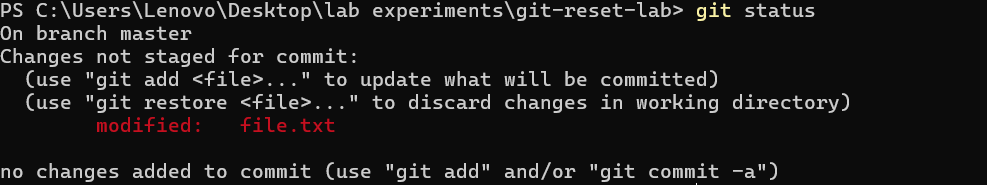 PS C:\Users\Lenovo\Desktop\lab experiments\git-reset-lab> git status
On branch master
Changes not staged for commit:
  (use "git add <file>..." to update what will be committed)
  (use "git restore <file>..." to discard changes in working directory)
        modified:   file.txt

no changes added to commit (use "git add" and/or "git commit -a")